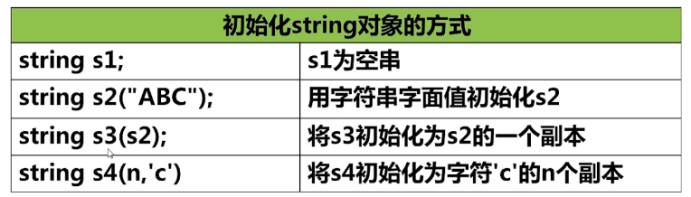 初始化string对象的方式
string s1; s1为空串
string s2("ABC"); 用字符串字面值初始化s2
string s3(s2); 将s3初始化为s2的一个副本
string s4(n,'c') 将s4初始化为字符'c'的n个副本